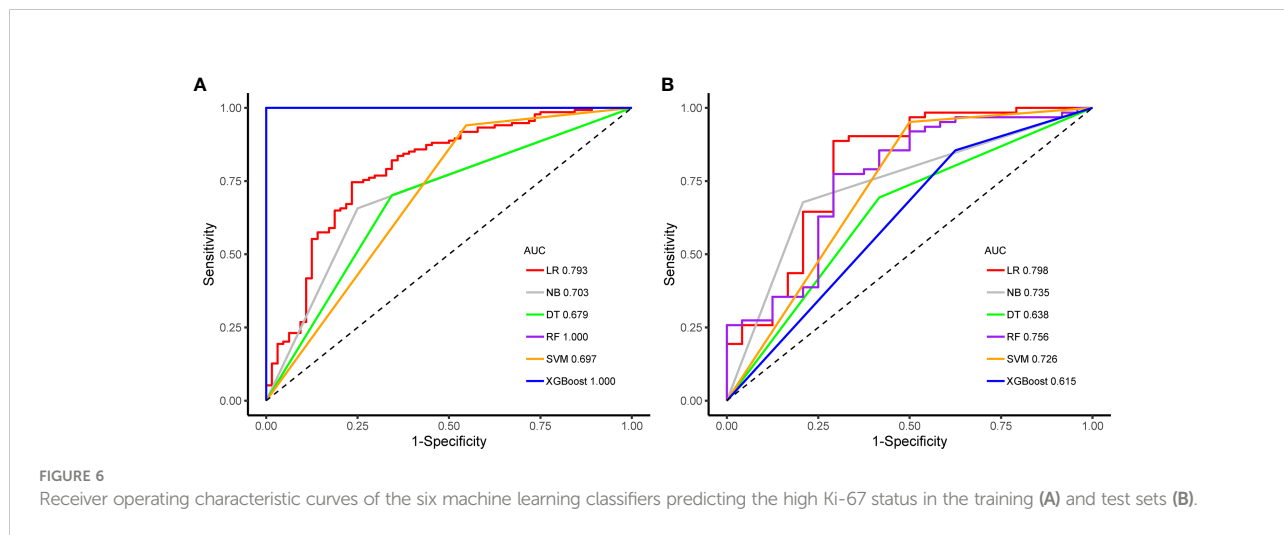 A
1.00
0.75
0.50
0.25
0.00
Sensitivity
AUC
LR 0.793
NB 0.703
DT 0.679
RF 1.000
SVM 0.697
XGBoost 1.000
0.00 0.25 0.50 0.75 1.00
1-Specificity
B
1.00
0.75
0.50
0.25
0.00
Sensitivity
AUC
LR 0.798
NB 0.735
DT 0.638
RF 0.756
SVM 0.726
XGBoost 0.615
0.00 0.25 0.50 0.75 1.00
1-Specificity
FIGURE 6
Receiver operating characteristic curves of the six machine learning classifiers predicting the high Ki-67 status in the training (A) and test sets (B).